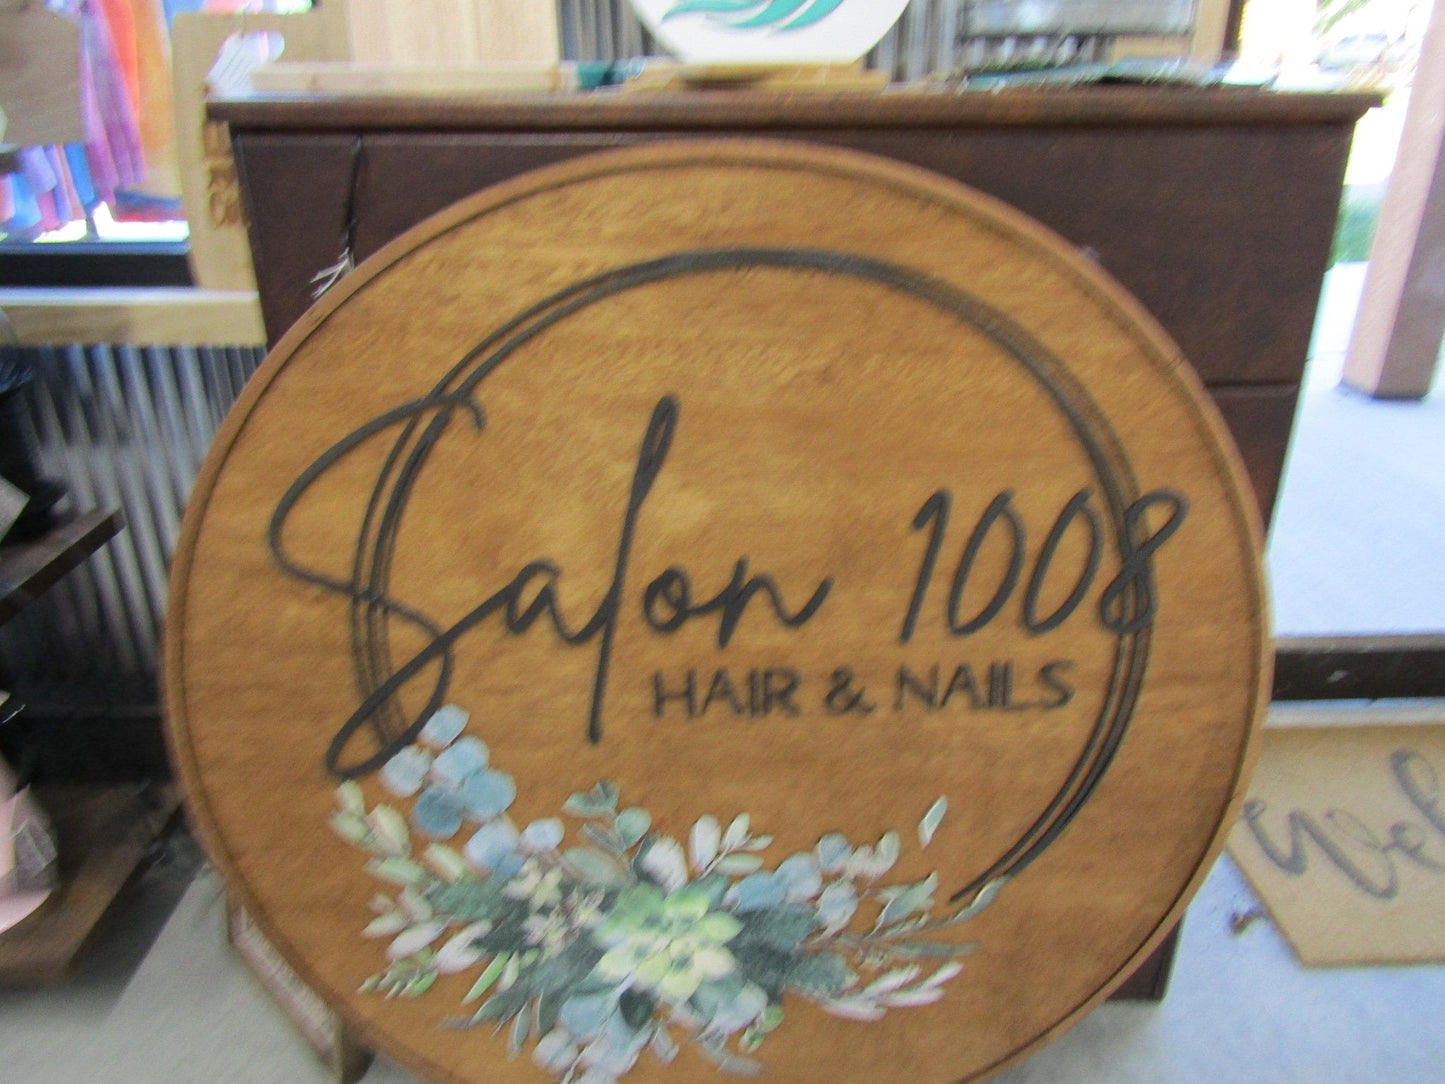 Salon 1008
HAIR & NAILS